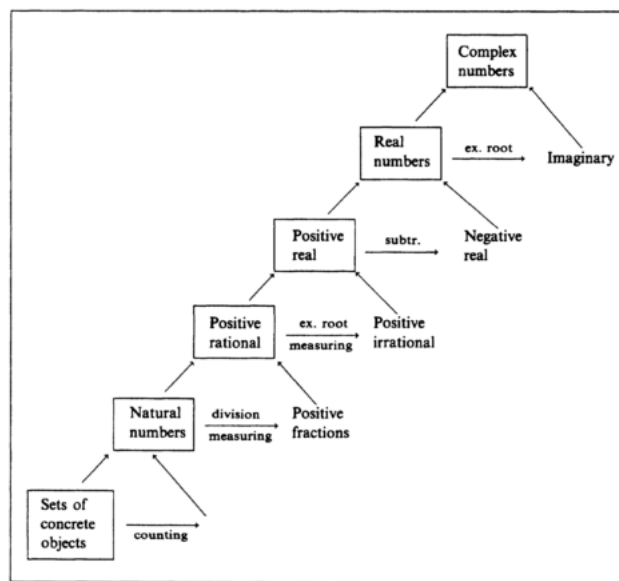 Complex
numbers
Real
numbers
ex. root
Imaginary
Positive
real
subtr.
Negative
real
Positive
rational
ex. root
measuring
Positive
irrational
Natural
numbers
division
measuring
Positive
fractions
Sets of
concrete
objects
counting